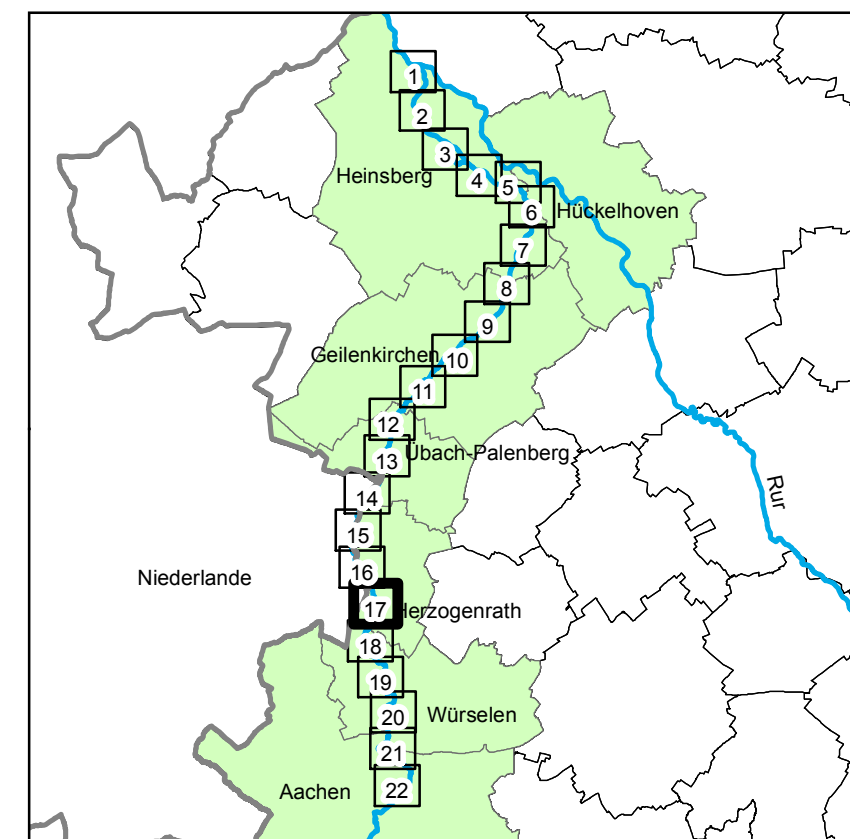 1
2
3
Heinsberg
4
5
6
Hückelhoven
7
8
9
Geilenkirchen
10
11
12
Übach-Palenberg
13
Rur
14
15
16
Niederlande
17
Herzogenrath
18
19
20
Würselen
21
22
Aachen